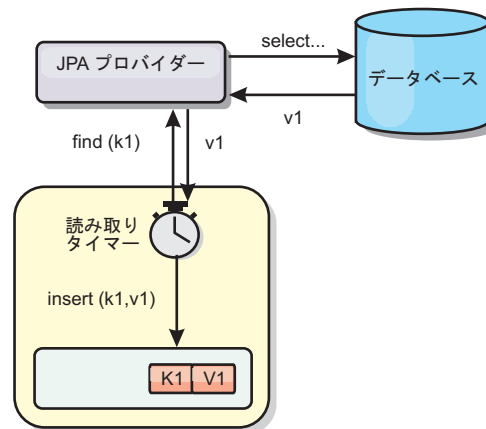 select...
JPA プロバイダー
データベース
v1
find (k1)
v1
読み取り
タイマー
insert (k1,v1)
K1 V1